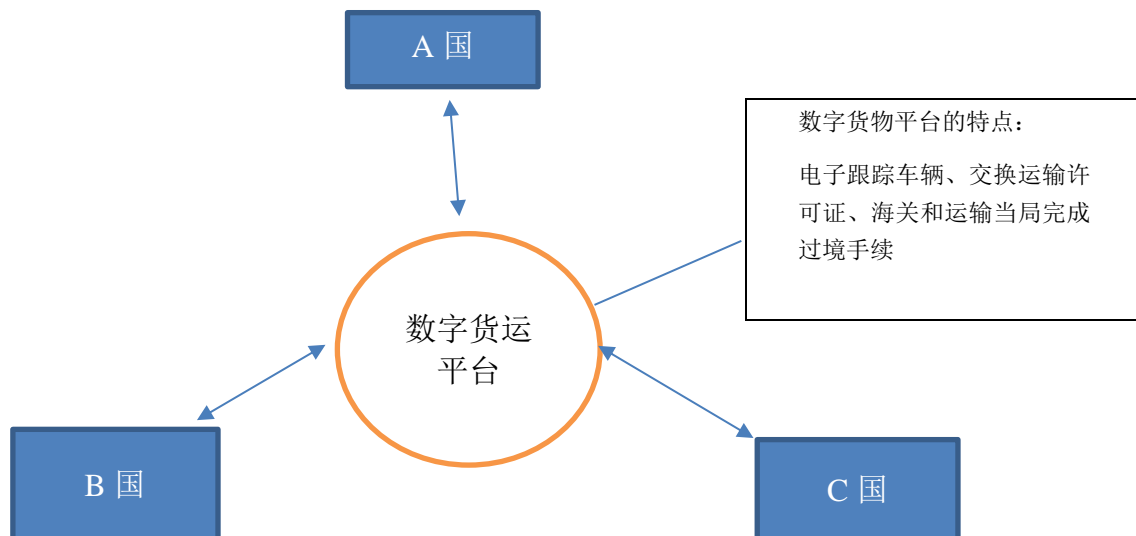 A 国
数字货物平台的特点：
电子跟踪车辆、交换运输许
可证、海关和运输当局完成
过境手续
数字货运
平台
B 国
C 国